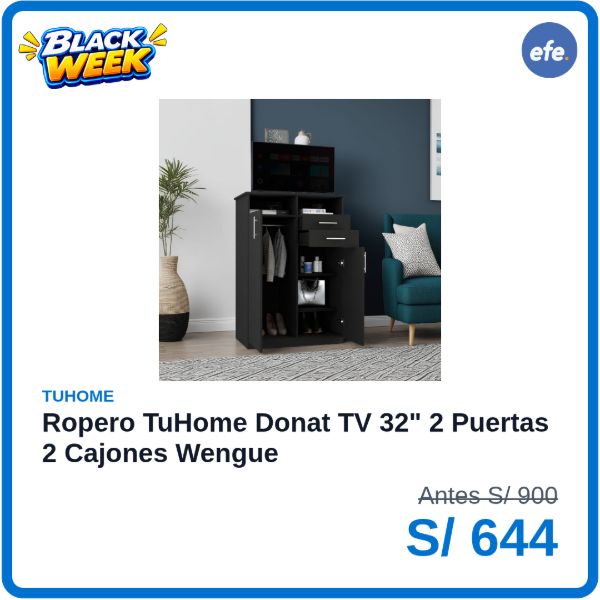 BLACK
WEEK
efe.
TUHOME
Ropero TuHome Donat TV 32" 2 Puertas
2 Cajones Wengue
Antes S/ 900
S/ 644